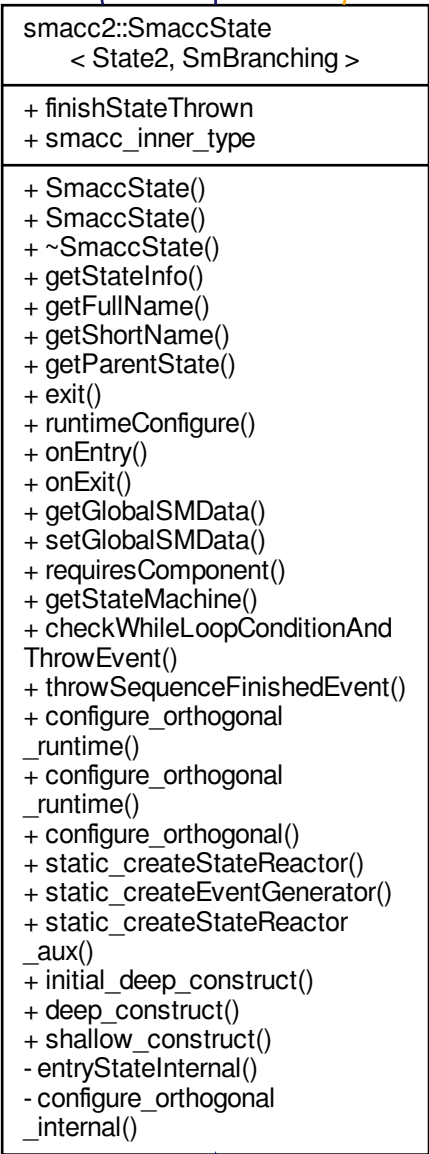 smacc2::SmaccState
< State2, SmBranching >
+ finishStateThrown
+ smacc_inner_type
+ SmaccState()
+ SmaccState()
+ ~SmaccState()
+ getStateInfo()
+ getFullName()
+ getShortName()
+ getParentState()
+ exit()
+ runtimeConfigure()
+ onEntry()
+ onExit()
+ getGlobalSMData()
+ setGlobalSMData()
+ requiresComponent()
+ getStateMachine()
+ checkWhileLoopConditionAnd
ThrowEvent()
+ throwSequenceFinishedEvent()
+ configure_orthogonal
_runtime()
+ configure_orthogonal
_runtime()
+ configure_orthogonal()
+ static_createStateReactor()
+ static_createEventGenerator()
+ static_createStateReactor
_aux()
+ initial_deep_construct()
+ deep_construct()
+ shallow_construct()
- entryStateInternal()
- configure_orthogonal
_internal()